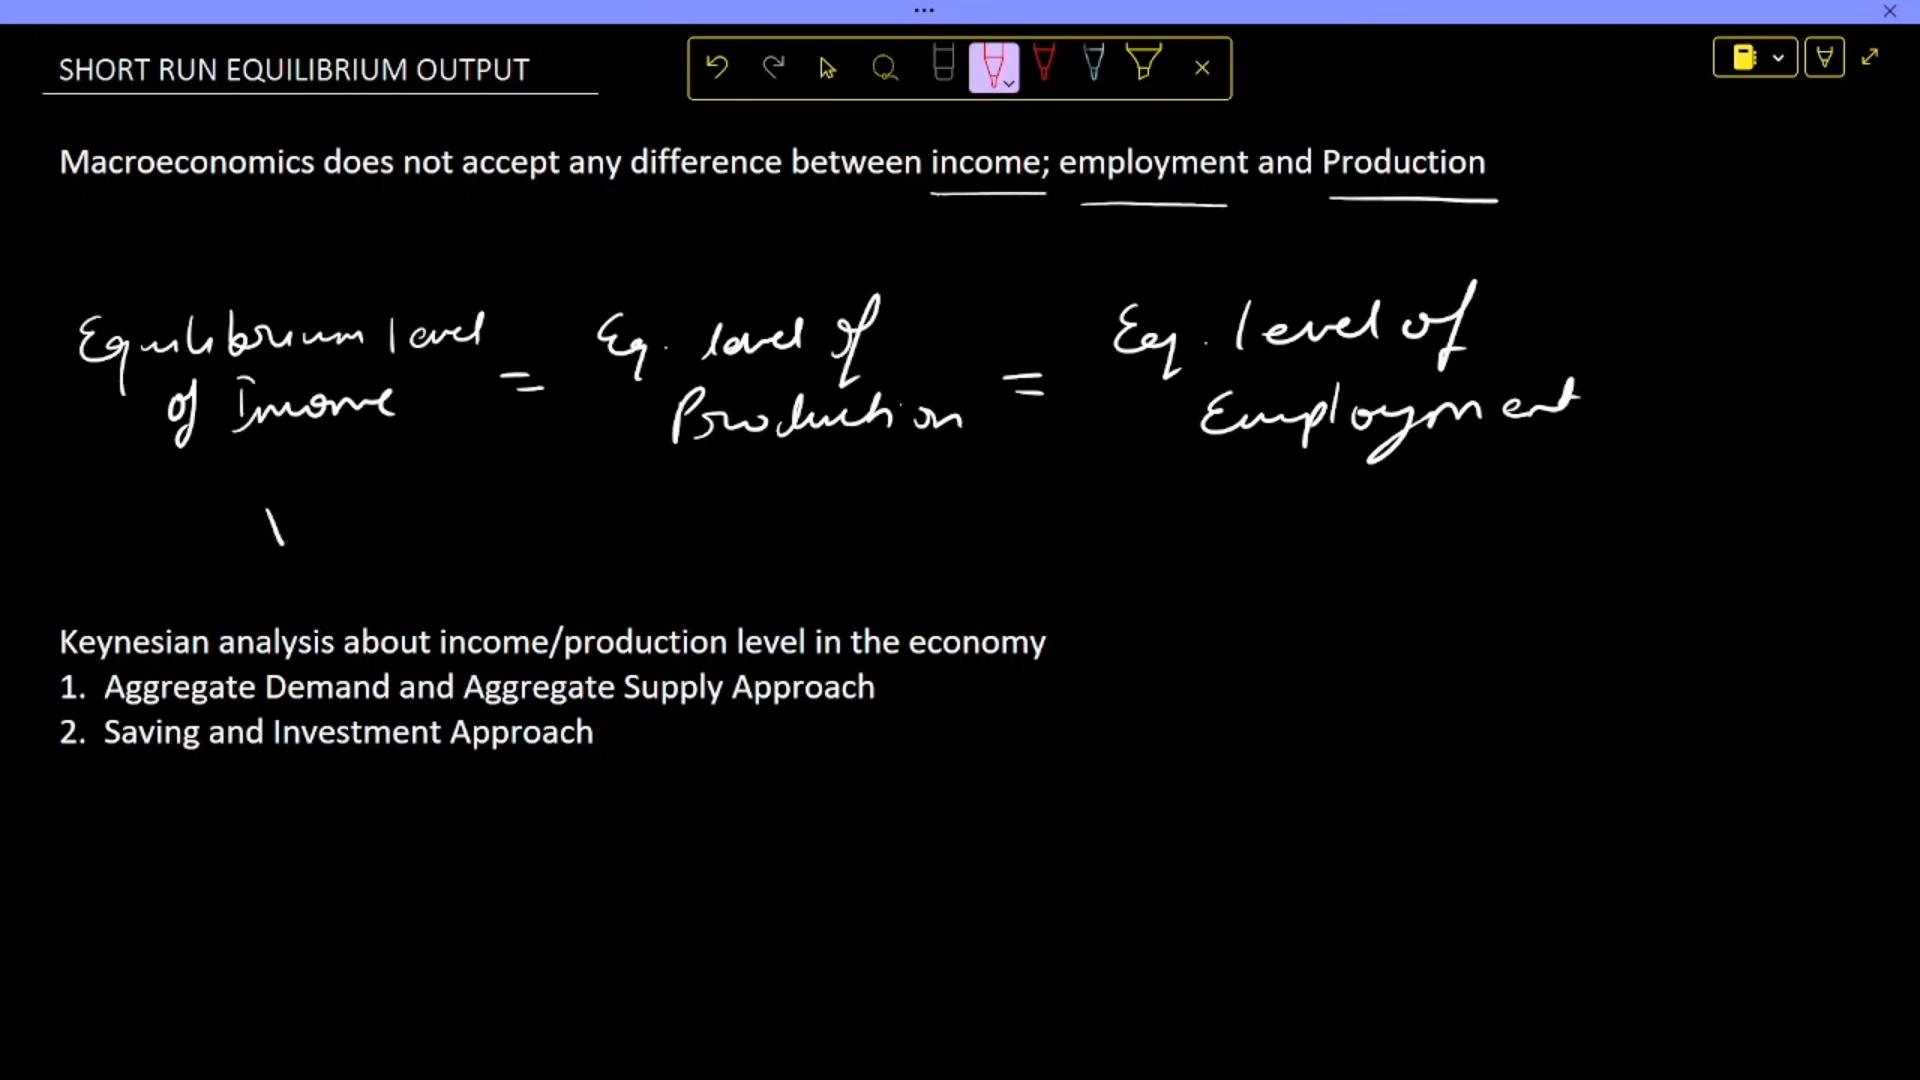 SHORT RUN EQUILIBRIUM OUTPUT
Macroeconomics does not accept any difference between income; employment and Production
Equilibrium level of Income = Eq. level of Production = Eq. level of Employment
Keynesian analysis about income/production level in the economy
1. Aggregate Demand and Aggregate Supply Approach
2. Saving and Investment Approach